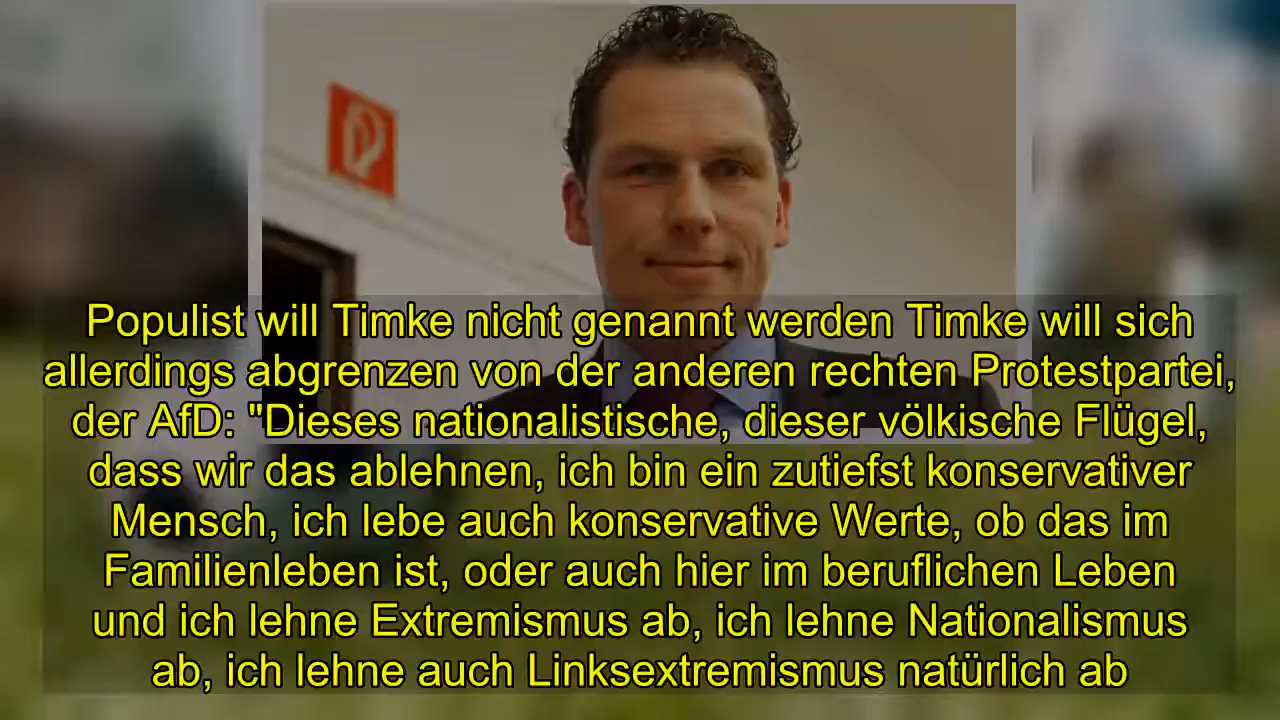 Populist will Timke nicht genannt werden Timke will sich
allerdings abgrenzen von der anderen rechten Protestpartei,
der AfD: "Dieses nationalistische, dieser völkische Flügel,
dass wir das ablehnen, ich bin ein zutiefst konservativer
Mensch, ich lebe auch konservative Werte, ob das im
Familienleben ist, oder auch hier im beruflichen Leben
und ich lehne Extremismus ab, ich lehne Nationalismus
ab, ich lehne auch Linksextremismus natürlich ab